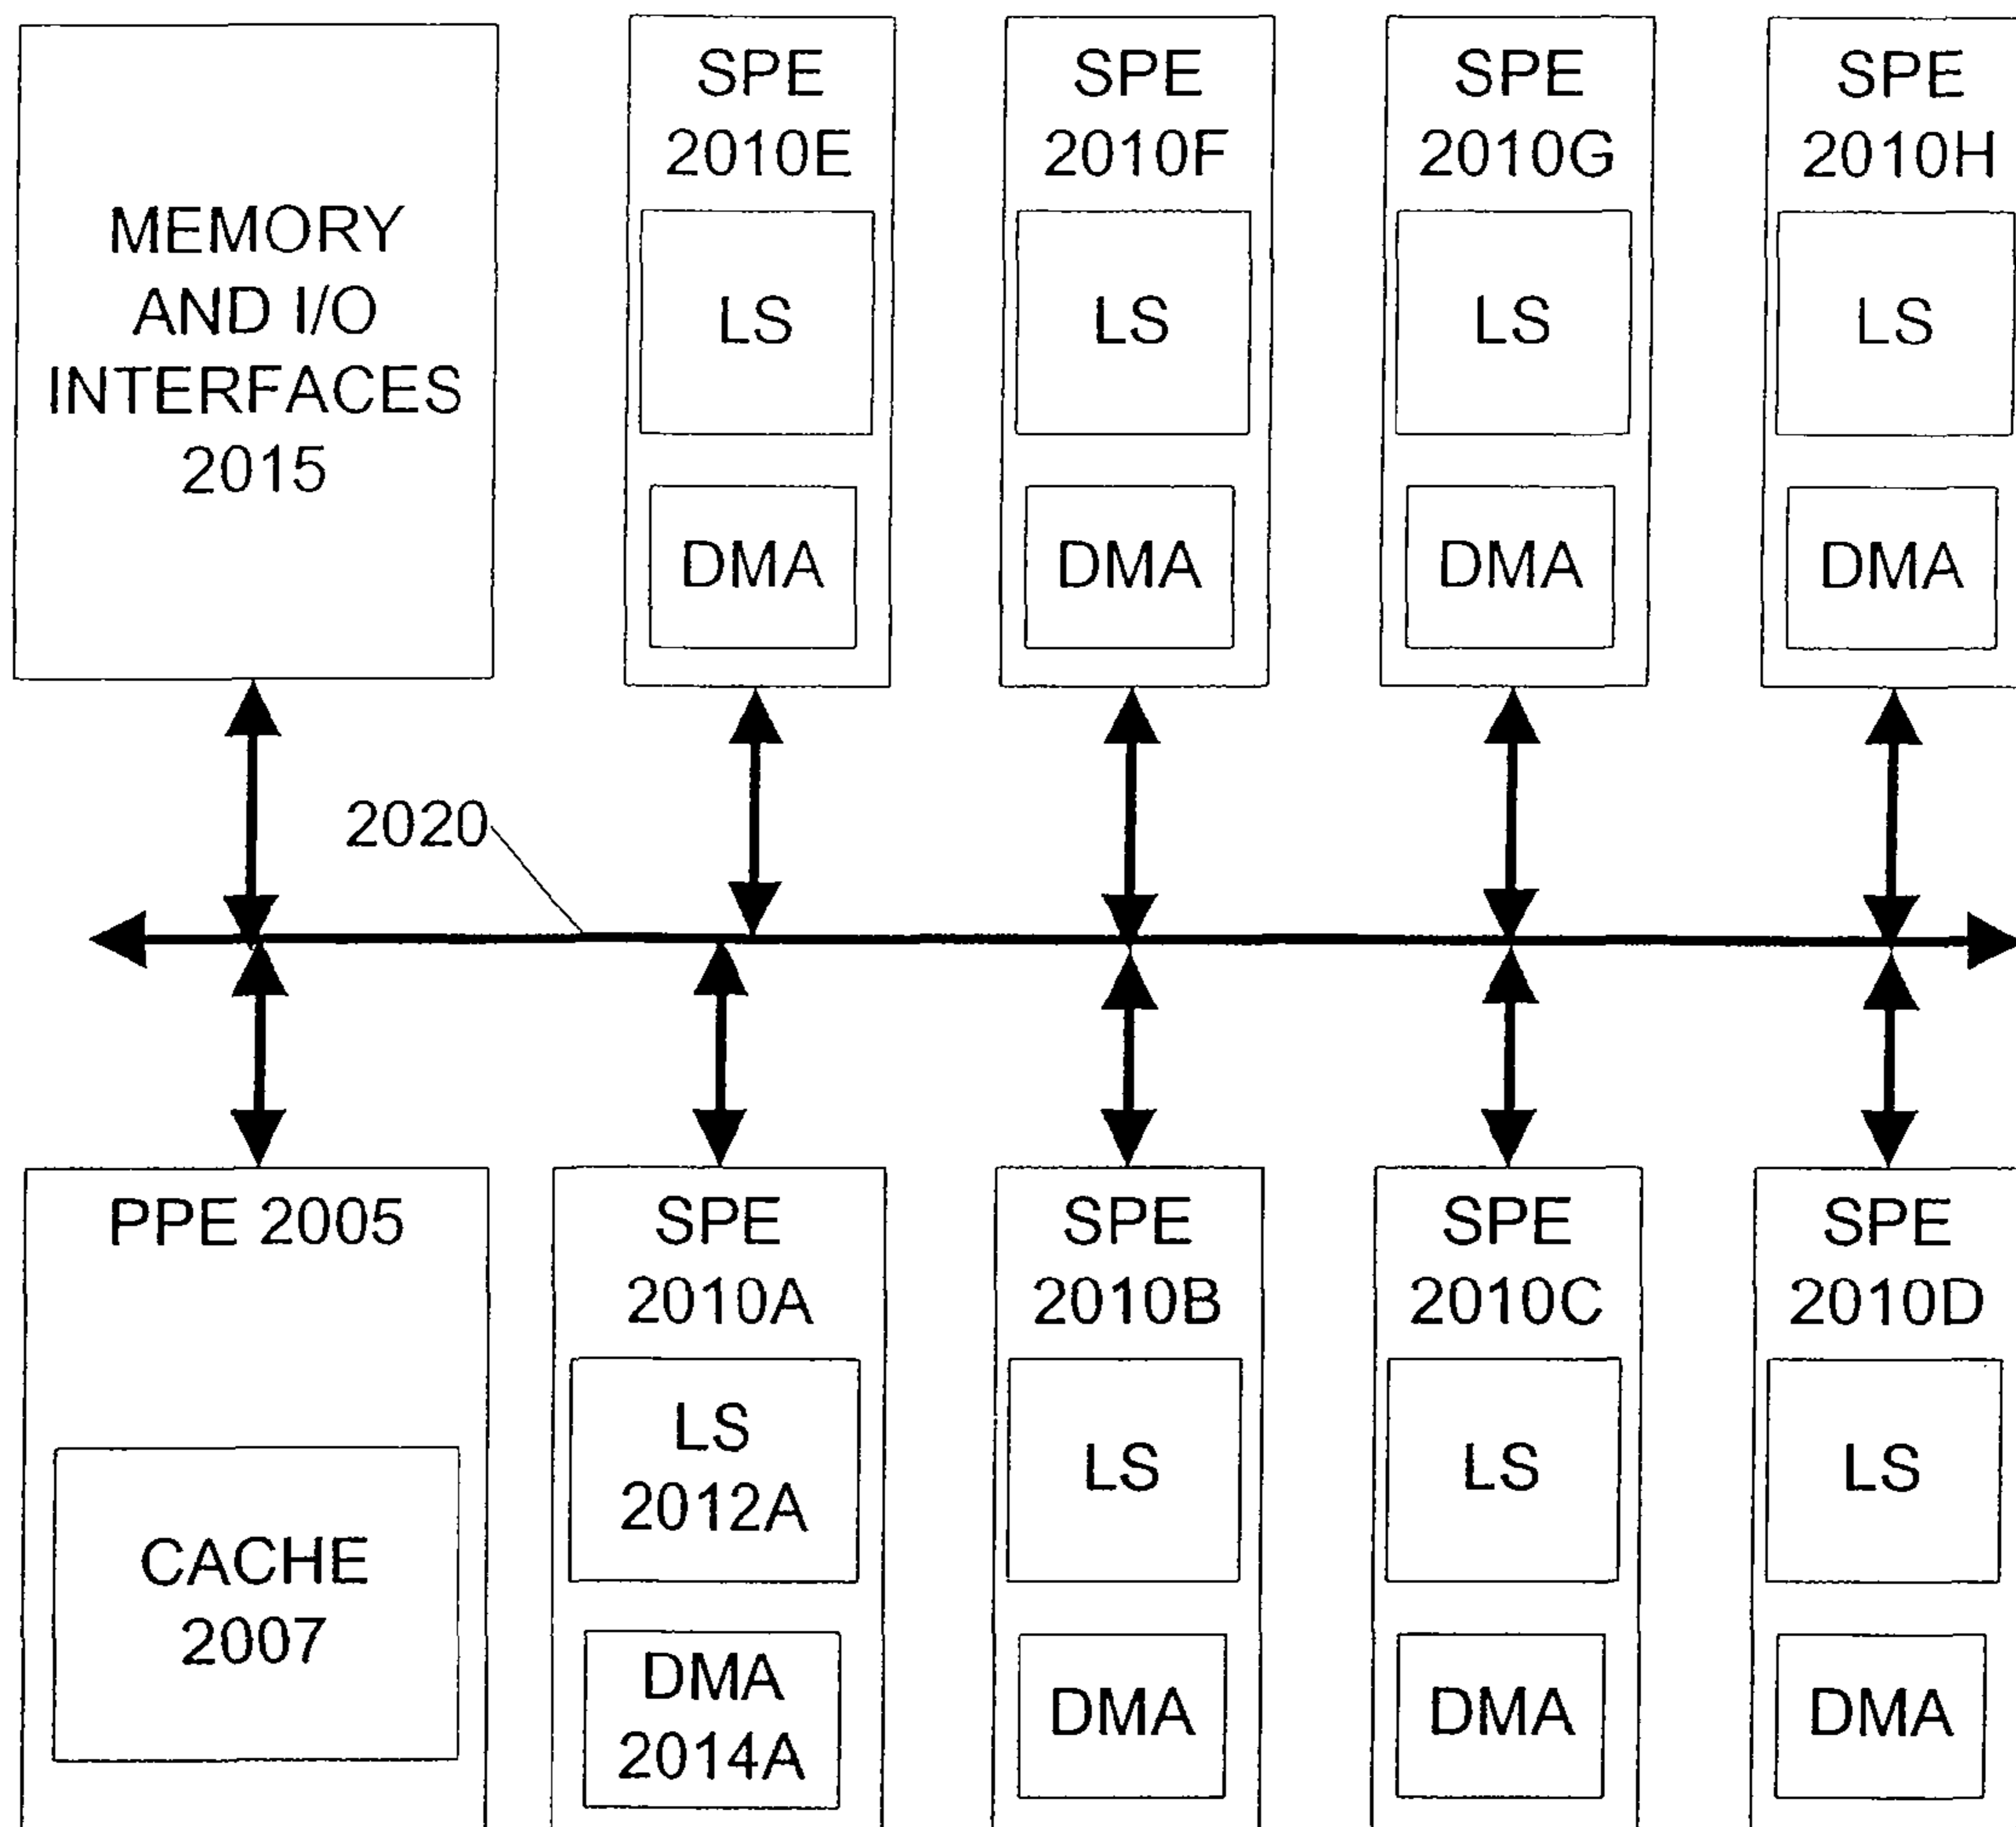 MEMORY
AND I/O
INTERFACES
2015
SPE
2010E
LS
DMA
SPE
2010F
LS
DMA
SPE
2010G
LS
DMA
SPE
2010H
LS
DMA
2020
PPE 2005
CACHE
2007
SPE
2010A
LS
2012A
DMA
2014A
SPE
2010B
LS
DMA
SPE
2010C
LS
DMA
SPE
2010D
LS
DMA